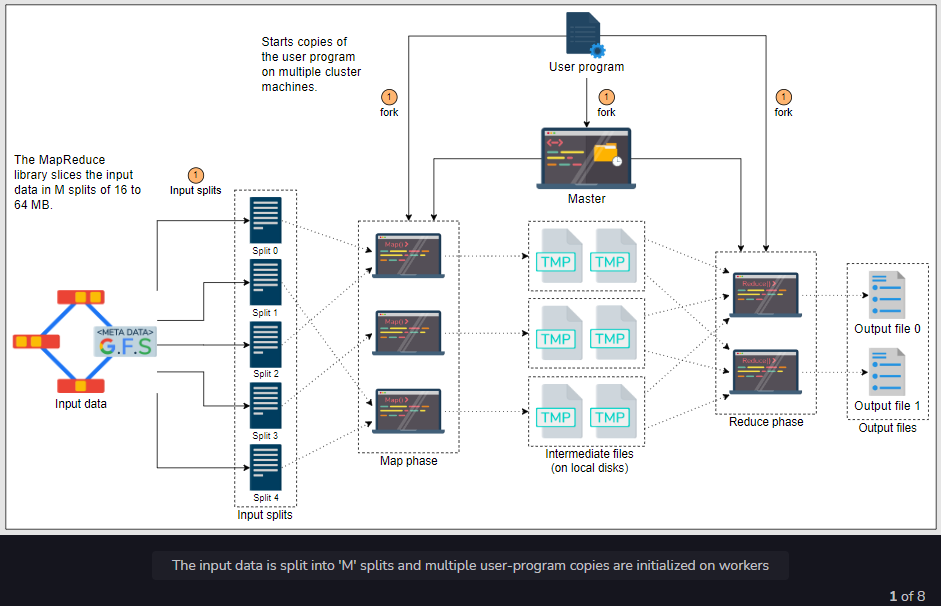 Starts copies of
the user program
on multiple cluster
machines.
User program
1
fork
1
fork
1
fork
The MapReduce
library slices the input
data in M splits of 16 to
64 MB.
1
Input splits
Master
Split 0
Split 1
Split 2
Split 3
Split 4
Input splits
<META DATA>
G.F.S
Input data
Map()
Map()
Map()
Map phase
TMP
TMP
TMP
TMP
TMP
TMP
Intermediate files
(on local disks)
Reduce()
Reduce()
Reduce phase
Output file 0
Output file 1
Output files
The input data is split into 'M' splits and multiple user-program copies are initialized on workers
1 of 8